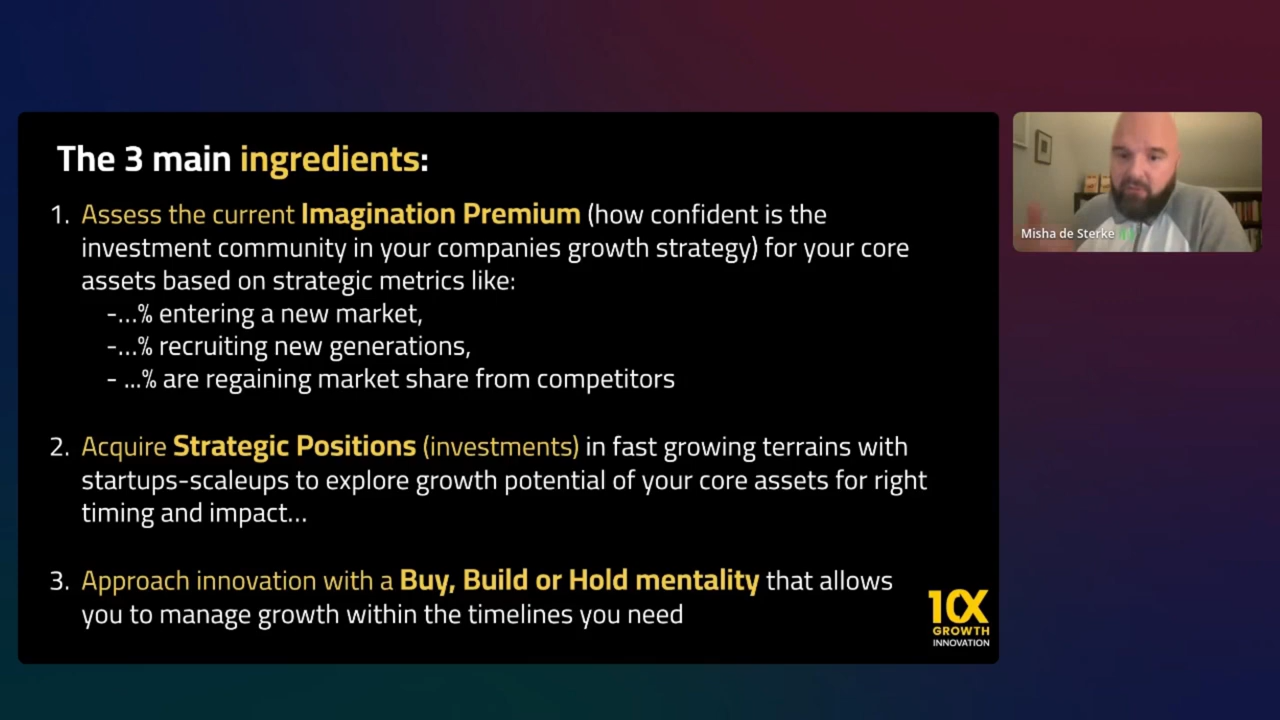 The 3 main ingredients:
1. Assess the current Imagination Premium (how confident is the
investment community in your companies growth strategy) for your core
assets based on strategic metrics like:
-...% entering a new market,
-...% recruiting new generations,
- ...% are regaining market share from competitors
2. Acquire Strategic Positions (investments) in fast growing terrains with
startups-scaleups to explore growth potential of your core assets for right
timing and impact...
3. Approach innovation with a Buy, Build or Hold mentality that allows
you to manage growth within the timelines you need
10X
GROWTH
INNOVATION
Misha de Sterke